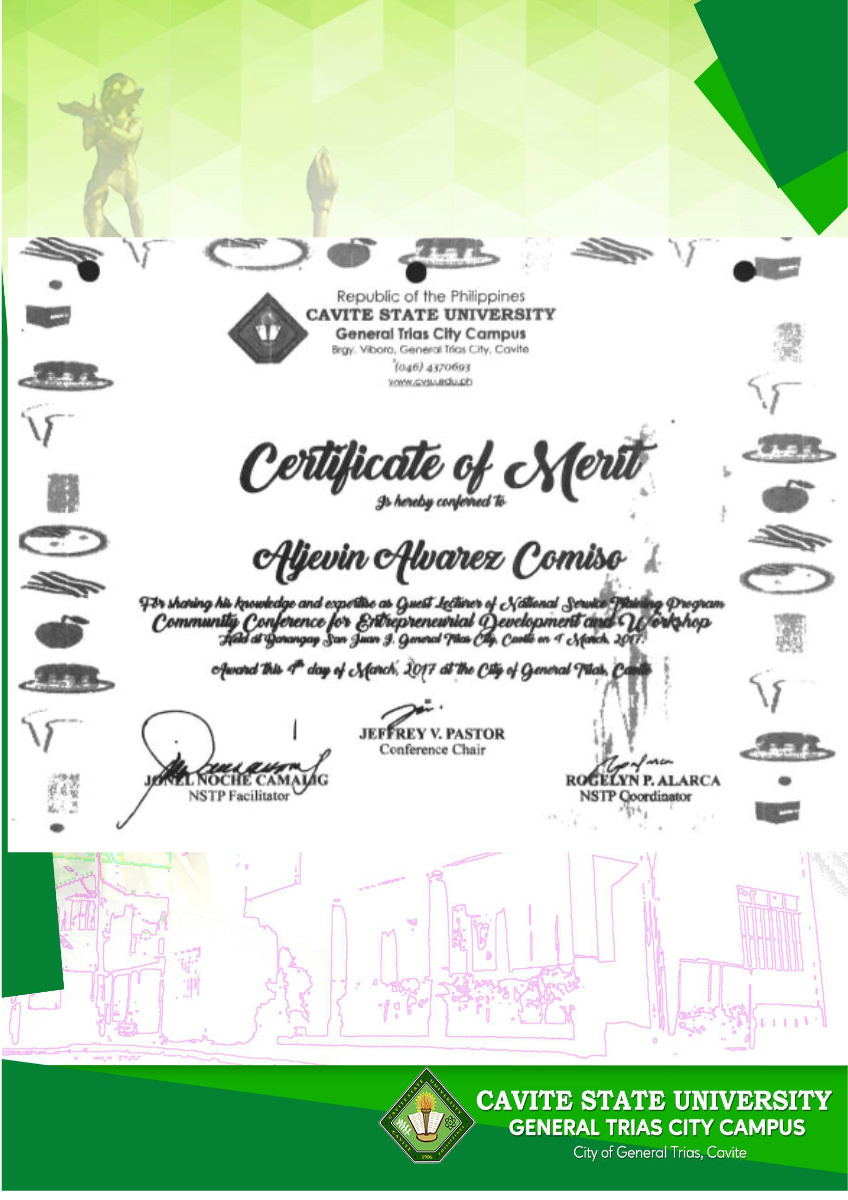 Republic of the Philippines
CAVITE STATE UNIVERSITY
General Trias City Campus
Brgy. Vibora, General Trias City, Cavite
(046) 4370693
www.cvsu.edu.ph
Certificate of Merit
Is hereby conferred to
Aljevin Alvarez Comiso
For sharing his knowledge and expertise as Guest Lecturer of National Service Training Program
Community Conference for Entrepreneurial Development and Workshop
Held at Barangay San Juan I, General Trias City, Cavite on 4 March, 2017.
Award this 4th day of March, 2017 at the City of General Trias, Cavite
JEFFREY V. PASTOR
Conference Chair
JONEL NOCHE CAMALIG
NSTP Facilitator
ROGELYN P. ALARCA
NSTP Coordinator
CAVITE STATE UNIVERSITY
GENERAL TRIAS CITY CAMPUS
City of General Trias, Cavite
1906